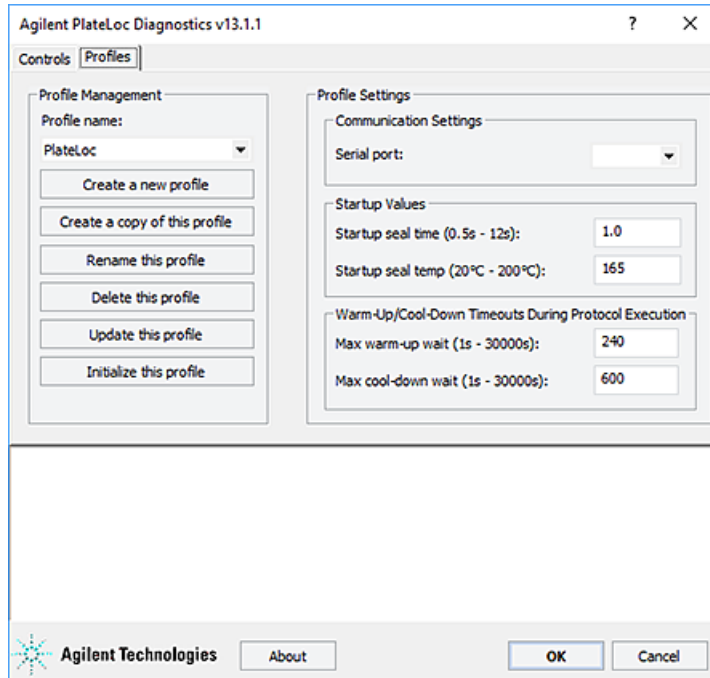 Agilent PlateLoc Diagnostics v13.1.1
Controls Profiles
Profile Management
Profile name:
PlateLoc
Create a new profile
Create a copy of this profile
Rename this profile
Delete this profile
Update this profile
Initialize this profile
Profile Settings
Communication Settings
Serial port:
Startup Values
Startup seal time (0.5s - 12s): 1.0
Startup seal temp (20°C - 200°C): 165
Warm-Up/Cool-Down Timeouts During Protocol Execution
Max warm-up wait (1s - 30000s): 240
Max cool-down wait (1s - 30000s): 600
Agilent Technologies About OK Cancel